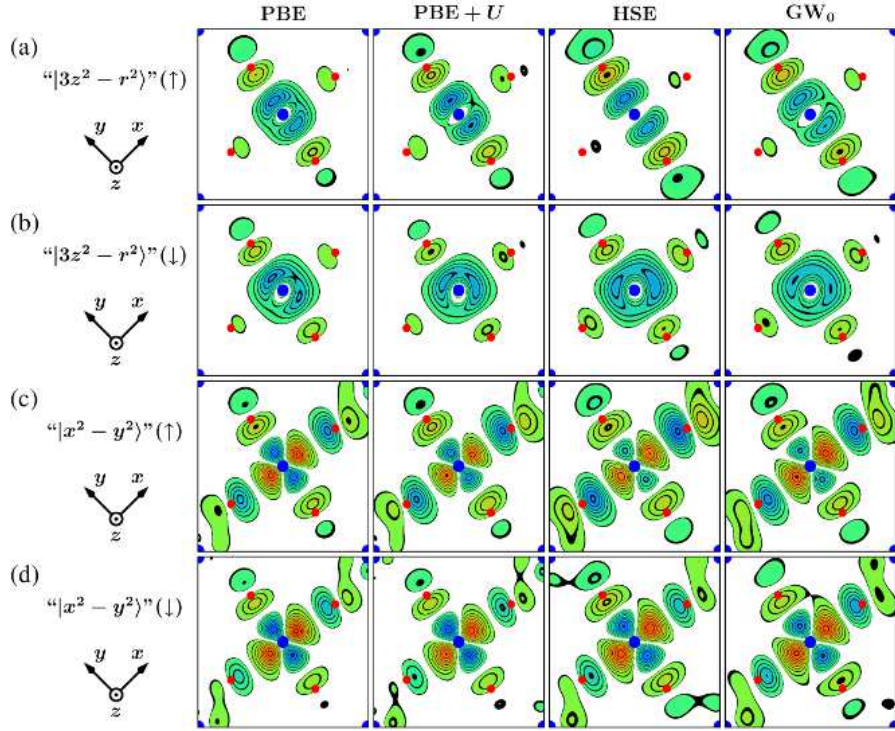 PBE PBE + U HSE GW₀
(a)
“|3z² − r²⟩”(↑)
y x
z
(b)
“|3z² − r²⟩”(↓)
y x
z
(c)
“|x² − y²⟩”(↑)
y x
z
(d)
“|x² − y²⟩”(↓)
y x
z